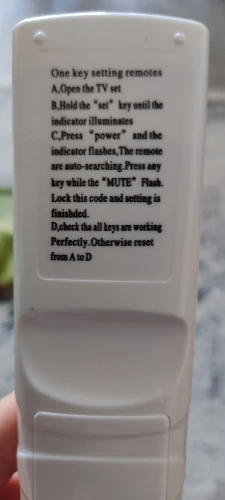 One key setting remotes
A,Open the TV set
B,Hold the “set” key until the
indicator illuminates
C,Press “power” and the
indicator flashes,The remote
are auto-searching.Press any
key while the “MUTE” Flash.
Lock this code and setting is
finishded.
D,check tha all keys are working
Perfectly.Otherwise reset
from A to D